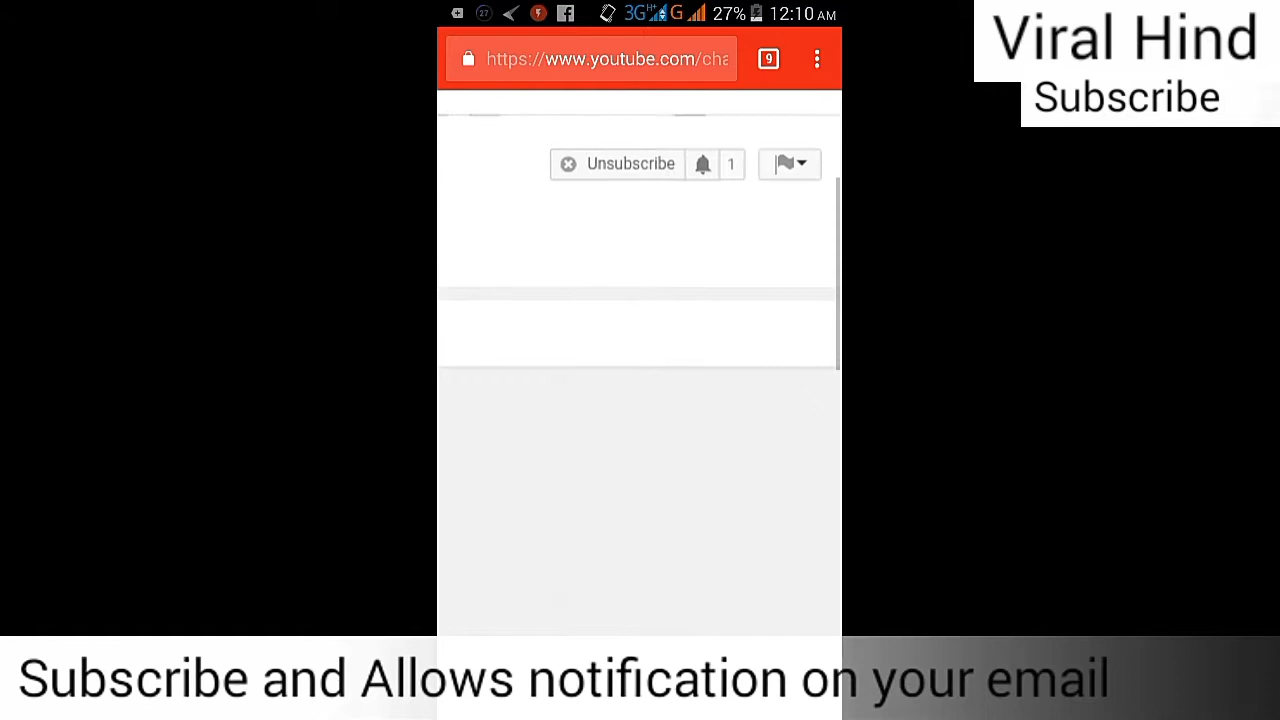 27 3G H+ G 27% 12:10 AM
https://www.youtube.com/cha 9
Unsubscribe 1
Viral Hind
Subscribe
Subscribe and Allows notification on your email